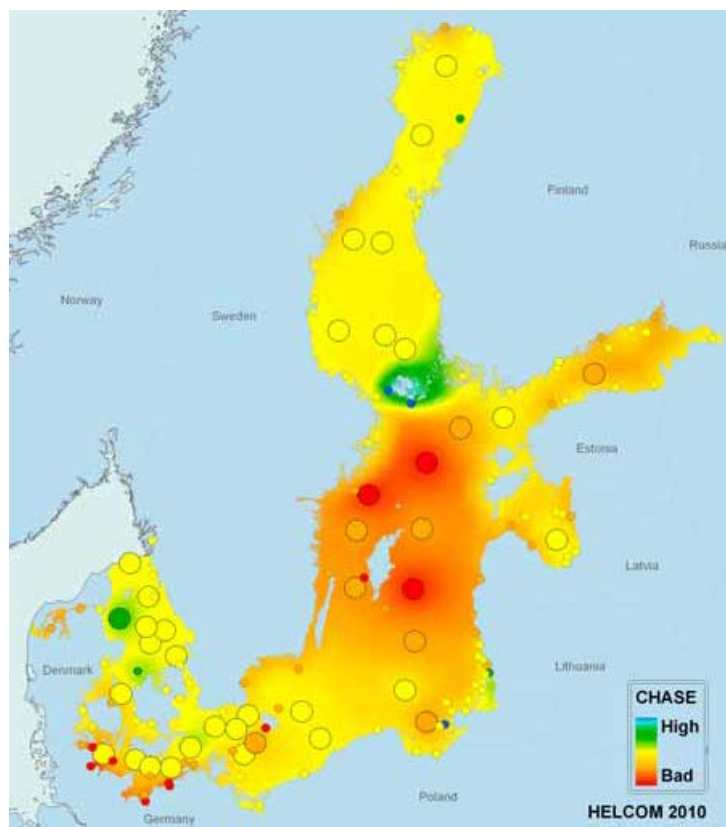 Finland
Russia
Norway
Sweden
Estonia
Latvia
Denmark
Lithuania
CHASE
High
Bad
Poland
HELCOM 2010
Germany